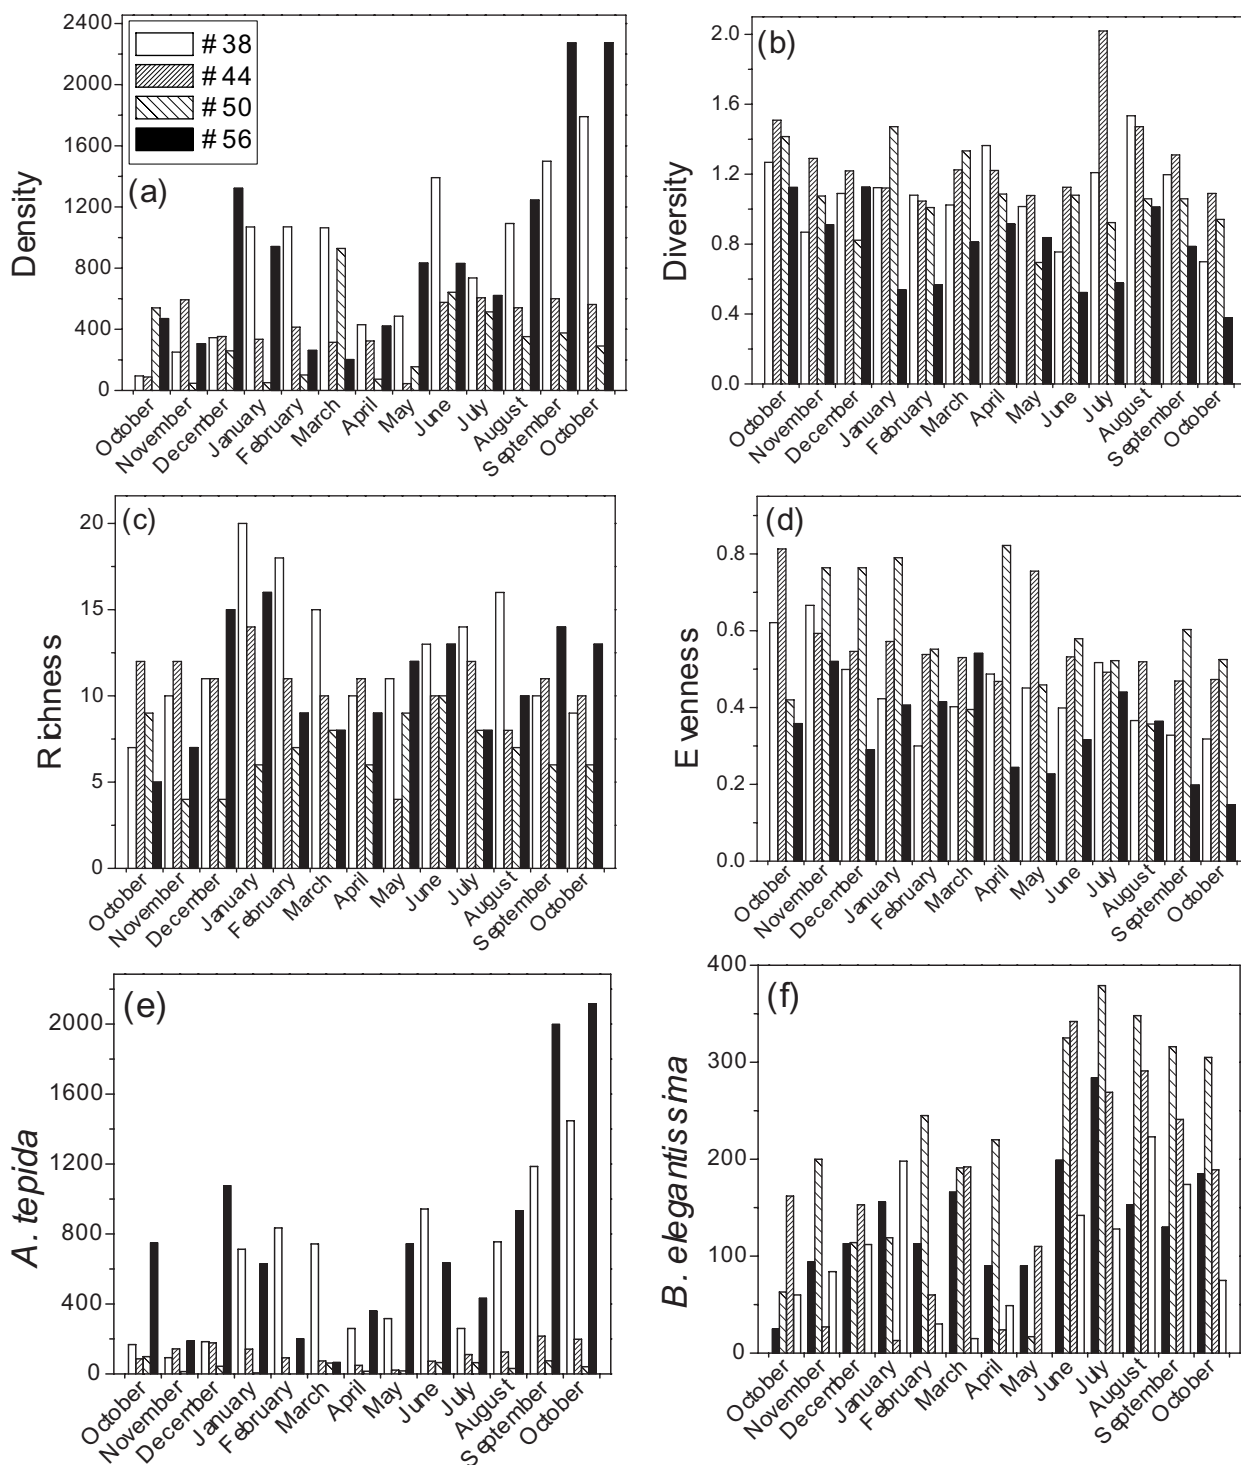 2400
2000
1600
1200
800
400
0
Density
(a)
#38
#44
#50
#56
October
November
December
January
February
March
April
May
June
July
August
September
October
2.0
1.6
1.2
0.8
0.4
0.0
Diversity
(b)
October
November
December
January
February
March
April
May
June
July
August
September
October
20
15
10
5
0
Richness
(c)
October
November
December
January
February
March
April
May
June
July
August
September
October
0.8
0.6
0.4
0.2
0.0
Evenness
(d)
October
November
December
January
February
March
April
May
June
July
August
September
October
2000
1600
1200
800
400
0
A. tepida
(e)
October
November
December
January
February
March
April
May
June
July
August
September
October
400
300
200
100
0
B. elegantissima
(f)
October
November
December
January
February
March
April
May
June
July
August
September
October